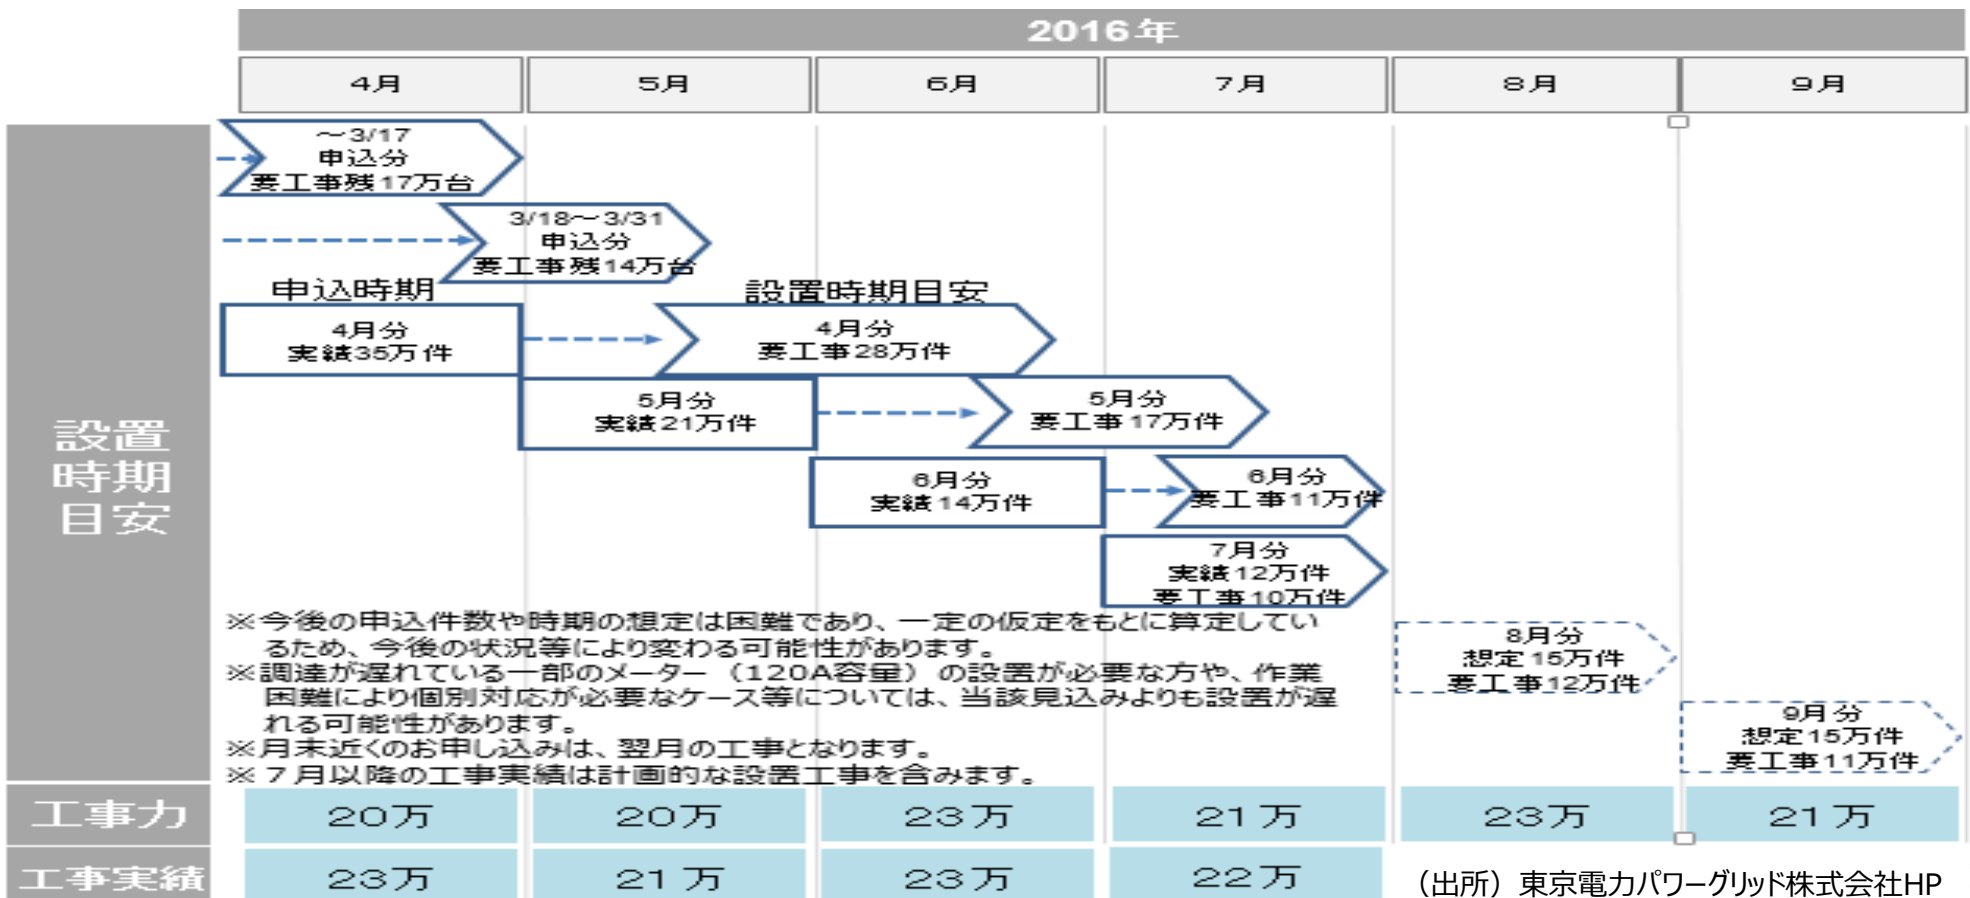 2016年
4月
5月
6月
7月
8月
9月
設置
時期
目安
～3/17
申込分
要工事残17万台
3/18～3/31
申込分
要工事残14万台
申込時期
設置時期目安
4月分
実績35万件
4月分
要工事28万件
5月分
実績21万件
5月分
要工事17万件
6月分
実績14万件
6月分
要工事11万件
7月分
実績12万件
要工事10万件
8月分
想定15万件
要工事12万件
9月分
想定15万件
要工事11万件
※今後の申込件数や時期の想定は困難であり、一定の仮定をもとに算定してい
るため、今後の状況等により変わる可能性があります。
※調達が遅れている一部のメーター（120A容量）の設置が必要な方や、作業
困難により個別対応が必要なケース等については、当該見込みよりも設置が遅
れる可能性があります。
※月末近くのお申し込みは、翌月の工事となります。
※７月以降の工事実績は計画的な設置工事を含みます。
工事力
20万
20万
23万
21万
23万
21万
工事実績
23万
21万
23万
22万
（出所）東京電力パワーグリッド株式会社HP